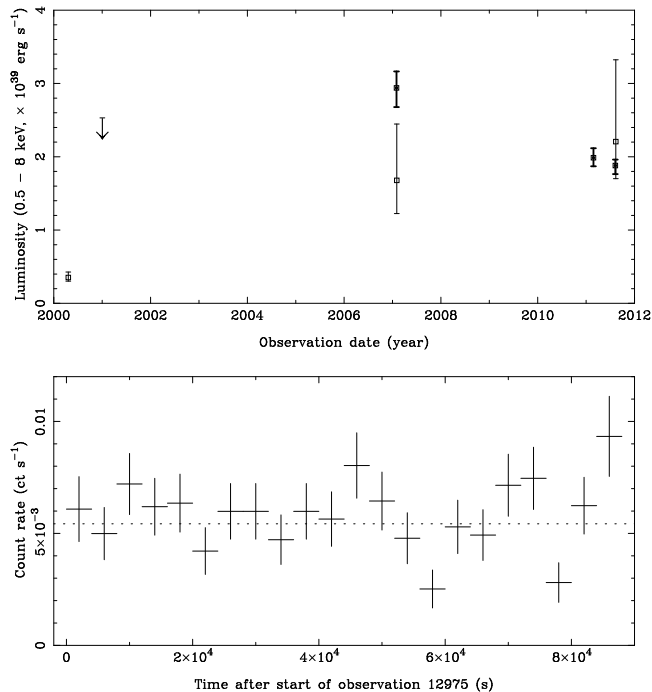 4
3
2
1
0
Luminosity (0.5 − 8 keV, × 10³⁹ erg s⁻¹)
2000 2002 2004 2006 2008 2010 2012
Observation date (year)
0.01
5×10⁻³
0
Count rate (ct s⁻¹)
0 2×10⁴ 4×10⁴ 6×10⁴ 8×10⁴
Time after start of observation 12975 (s)